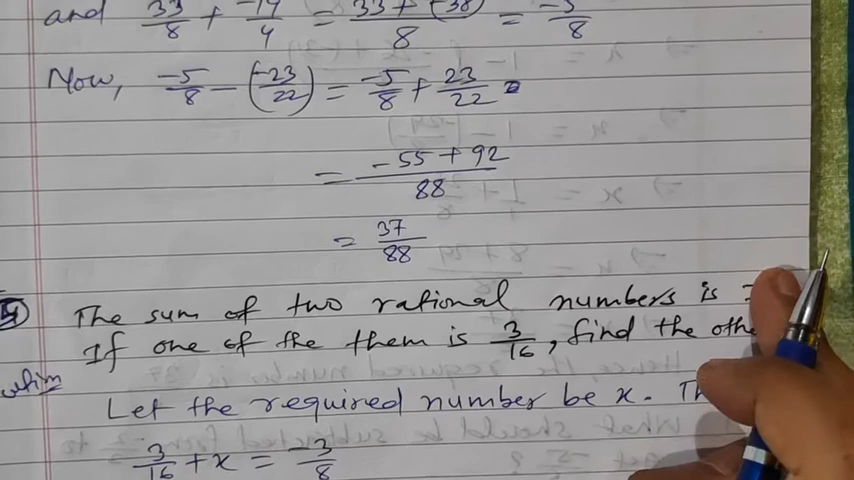 and 33/8 + -19/4 = 33 + (-38)/8 = -5/8
Now, -5/8 - (-23/22) = -5/8 + 23/22 =
= -55 + 92/88
= 37/88
The sum of two rational numbers is
If one of the them is 3/16, find the othe
Let the required number be x. Th
3/16 + x = -3/8